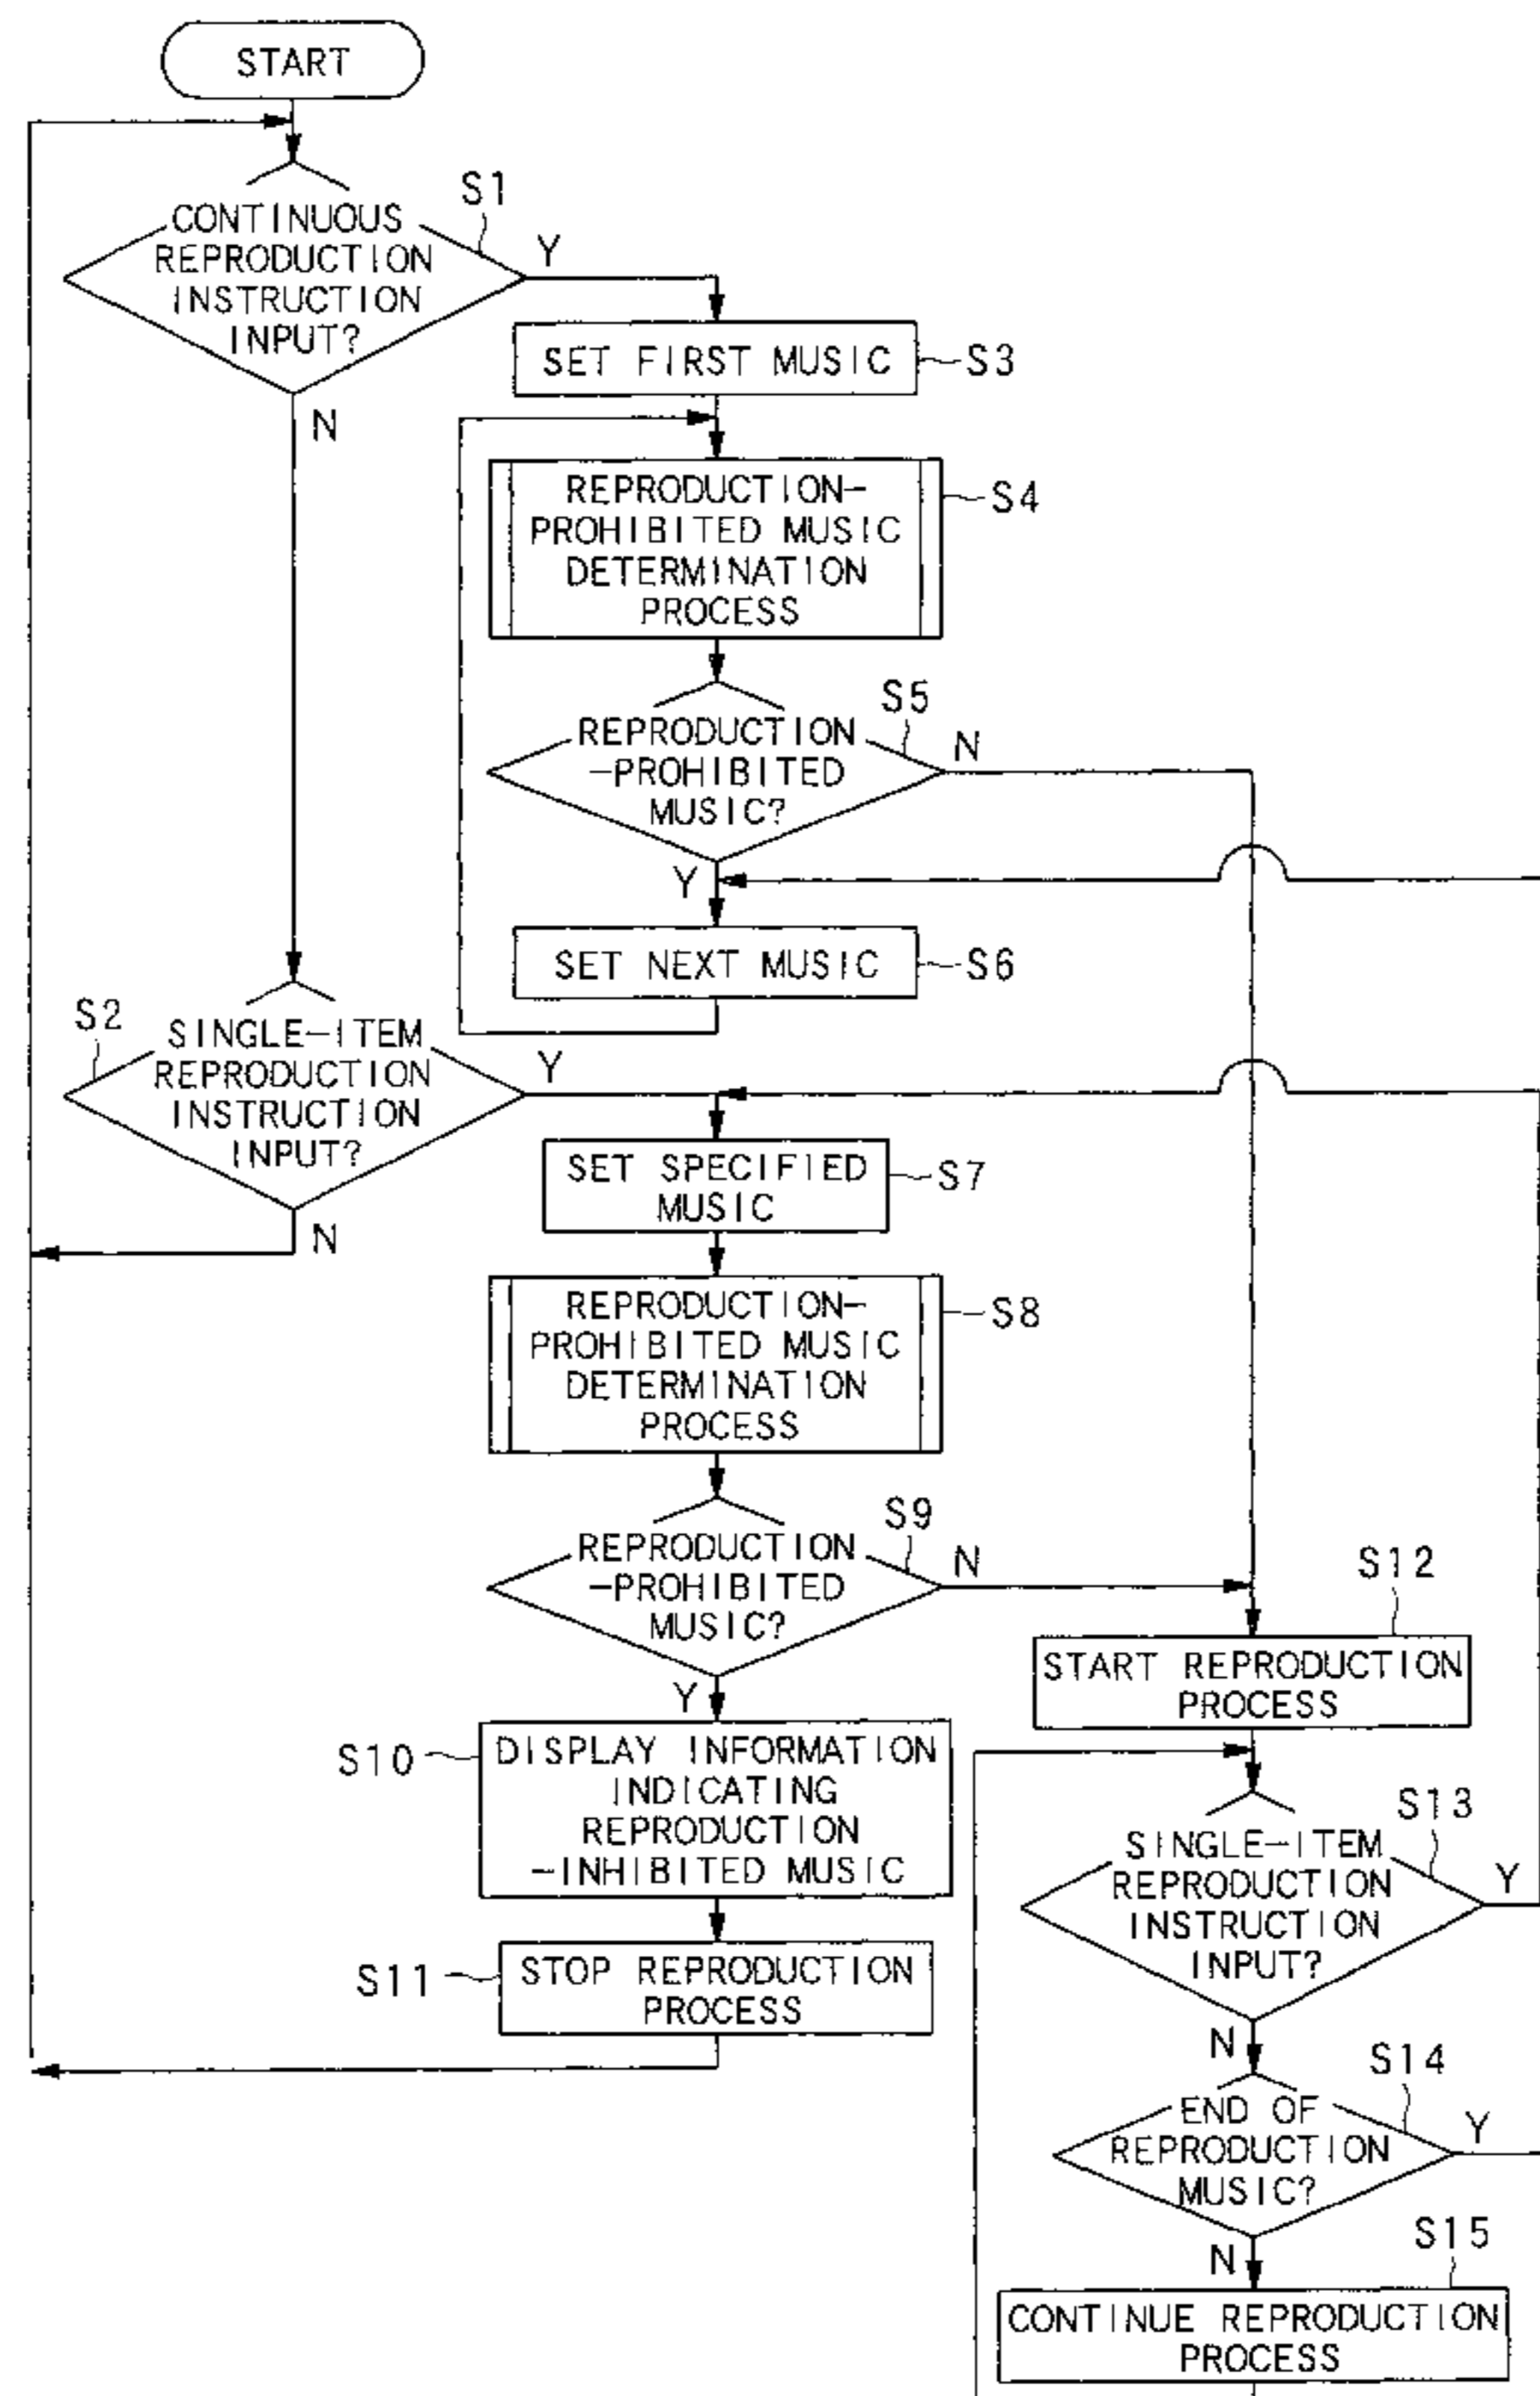 START
S1
CONTINUOUS
REPRODUCTION
INSTRUCTION
INPUT?
Y
N
SET FIRST MUSIC
S3
REPRODUCTION-
PROHIBITED MUSIC
DETERMINATION
PROCESS
S4
S5
REPRODUCTION
-PROHIBITED
MUSIC?
N
Y
SET NEXT MUSIC
S6
S2
SINGLE-ITEM
REPRODUCTION
INSTRUCTION
INPUT?
Y
N
SET SPECIFIED
MUSIC
S7
REPRODUCTION-
PROHIBITED MUSIC
DETERMINATION
PROCESS
S8
S9
REPRODUCTION
-PROHIBITED
MUSIC?
N
Y
S10
DISPLAY INFORMATION
INDICATING
REPRODUCTION
-INHIBITED MUSIC
S11
STOP REPRODUCTION
PROCESS
S12
START REPRODUCTION
PROCESS
S13
SINGLE-ITEM
REPRODUCTION
INSTRUCTION
INPUT?
Y
N
S14
END OF
REPRODUCTION
MUSIC?
Y
N
S15
CONTINUE REPRODUCTION
PROCESS